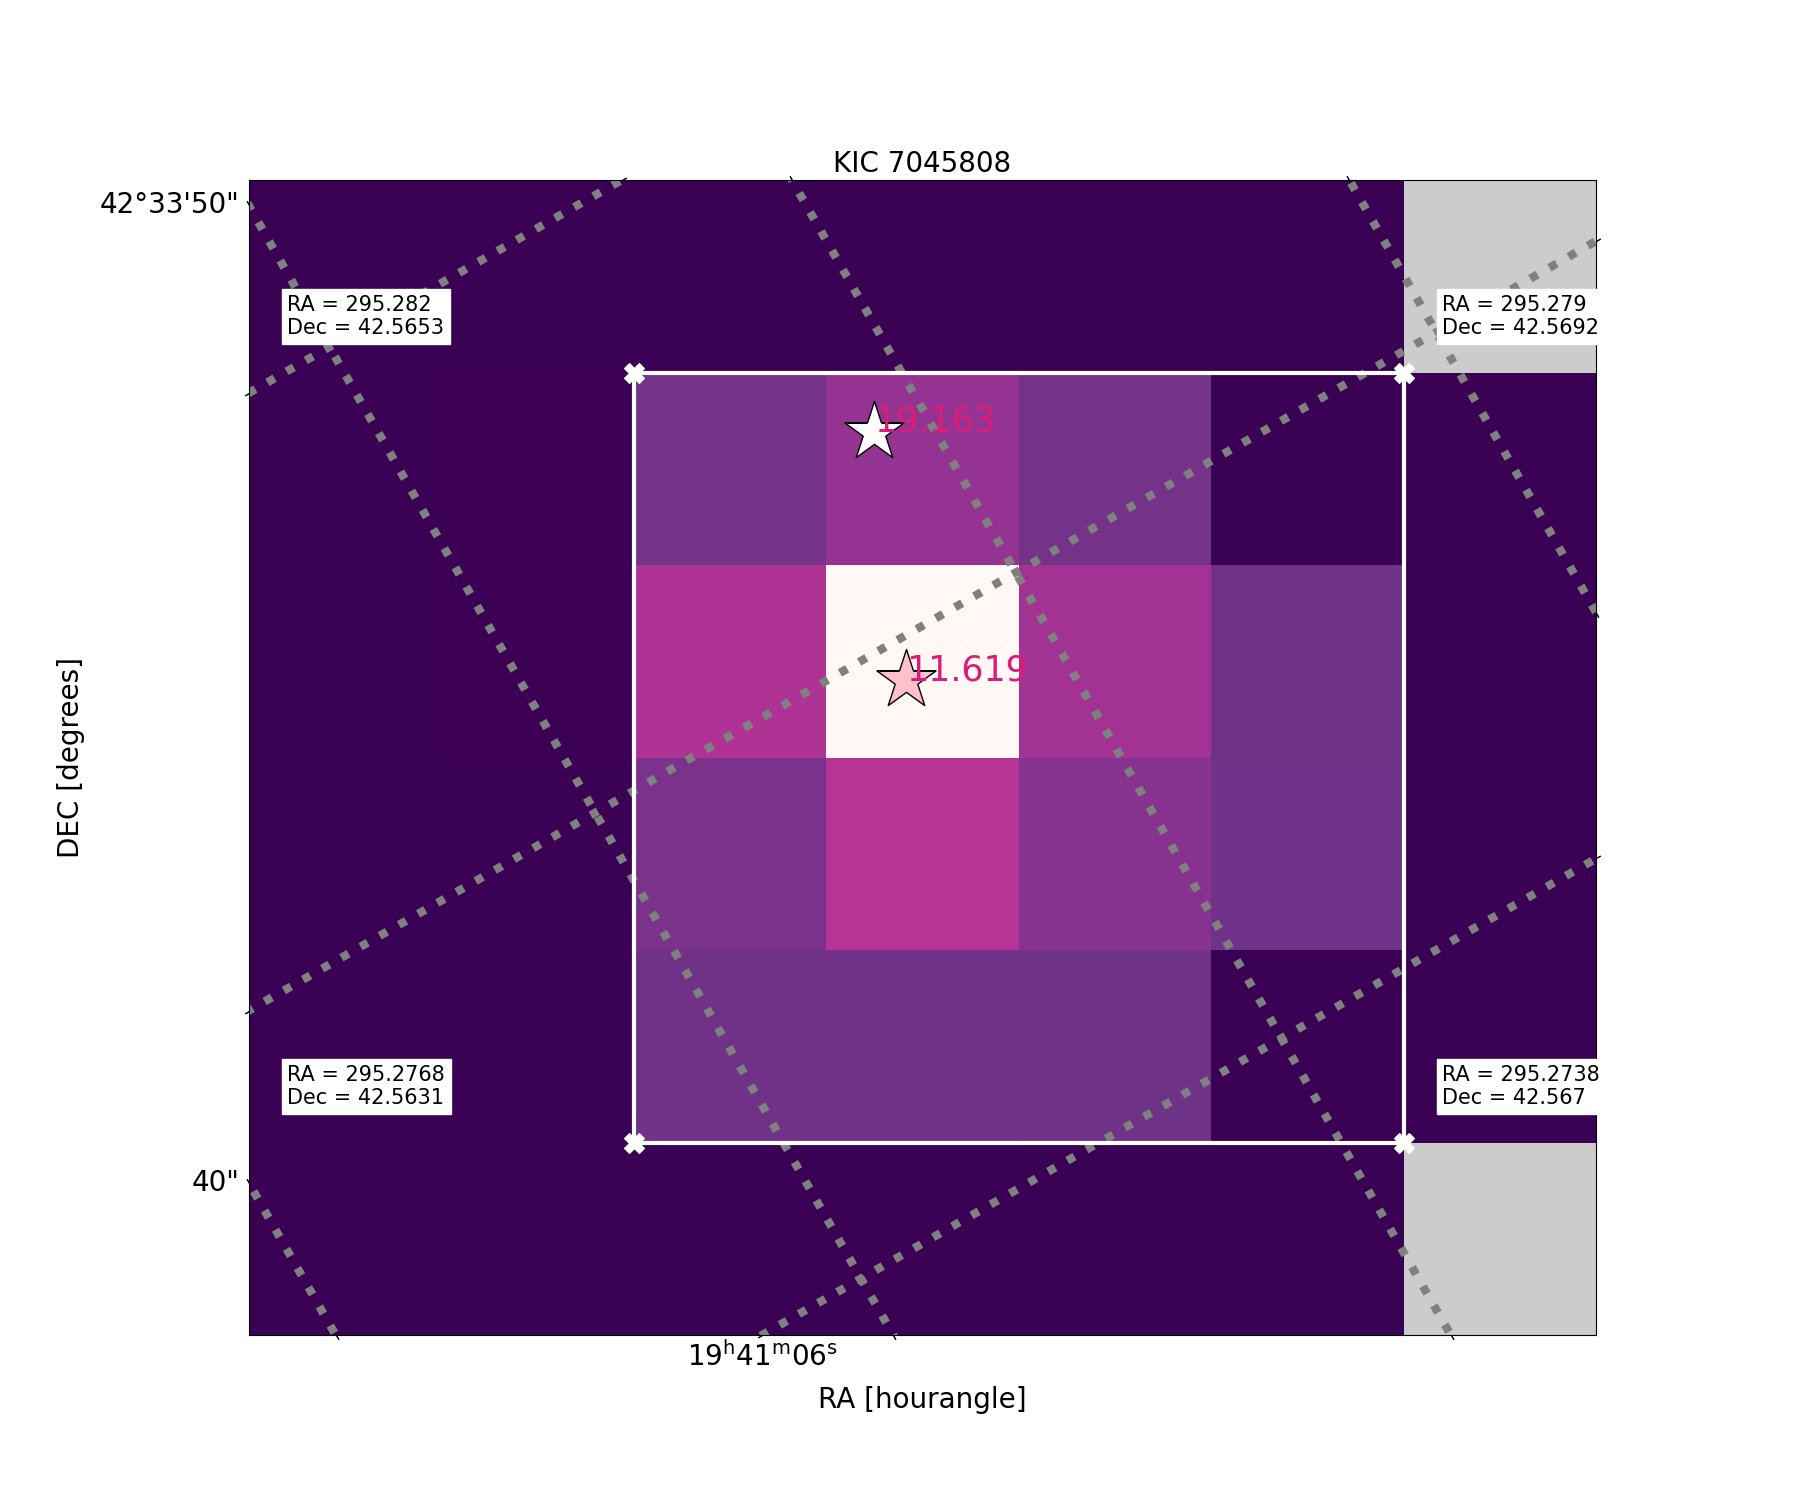 KIC 7045808
42°33'50"
RA = 295.282
Dec = 42.5653
RA = 295.279
Dec = 42.5692
19.163
11.619
DEC [degrees]
RA = 295.2768
Dec = 42.5631
RA = 295.2738
Dec = 42.567
40"
19ʰ41ᵐ06ˢ
RA [hourangle]